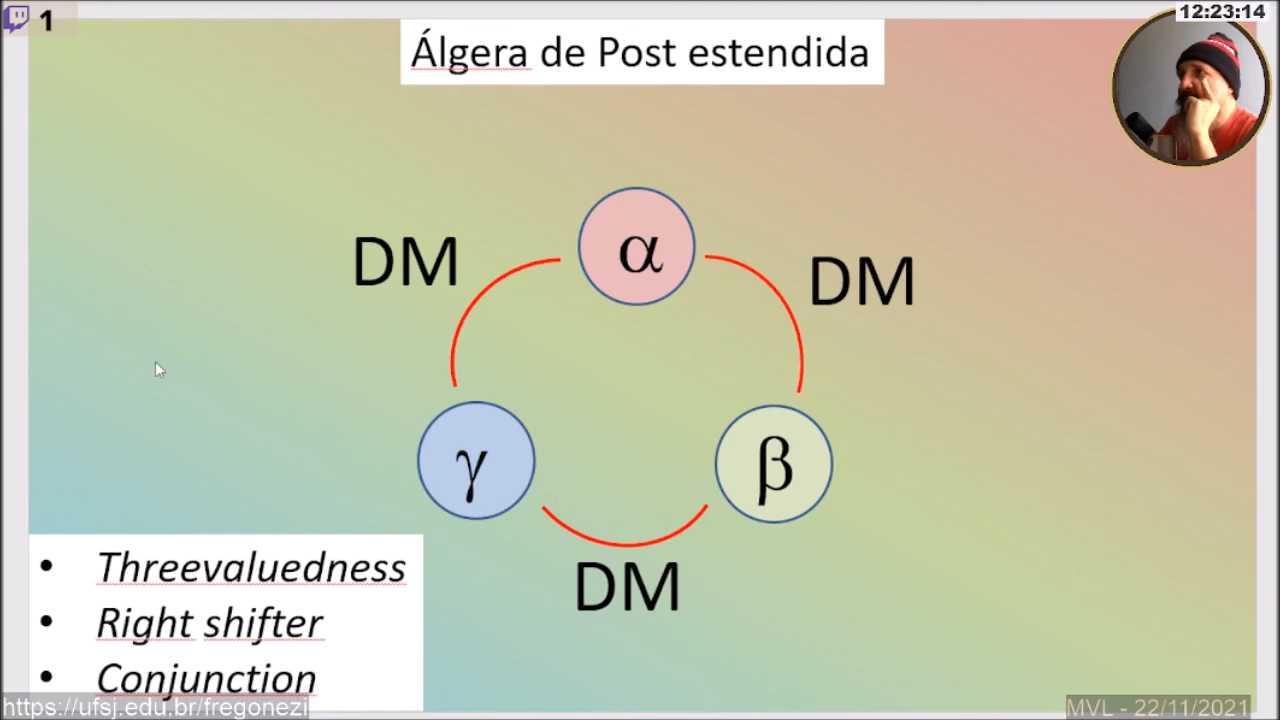 1
12:23:14
Álgera de Post estendida
α
DM
DM
γ
β
DM
• Threevaluedness
• Right shifter
• Conjunction
https://ufsj.edu.br/fregonezi
MVL - 22/11/2021